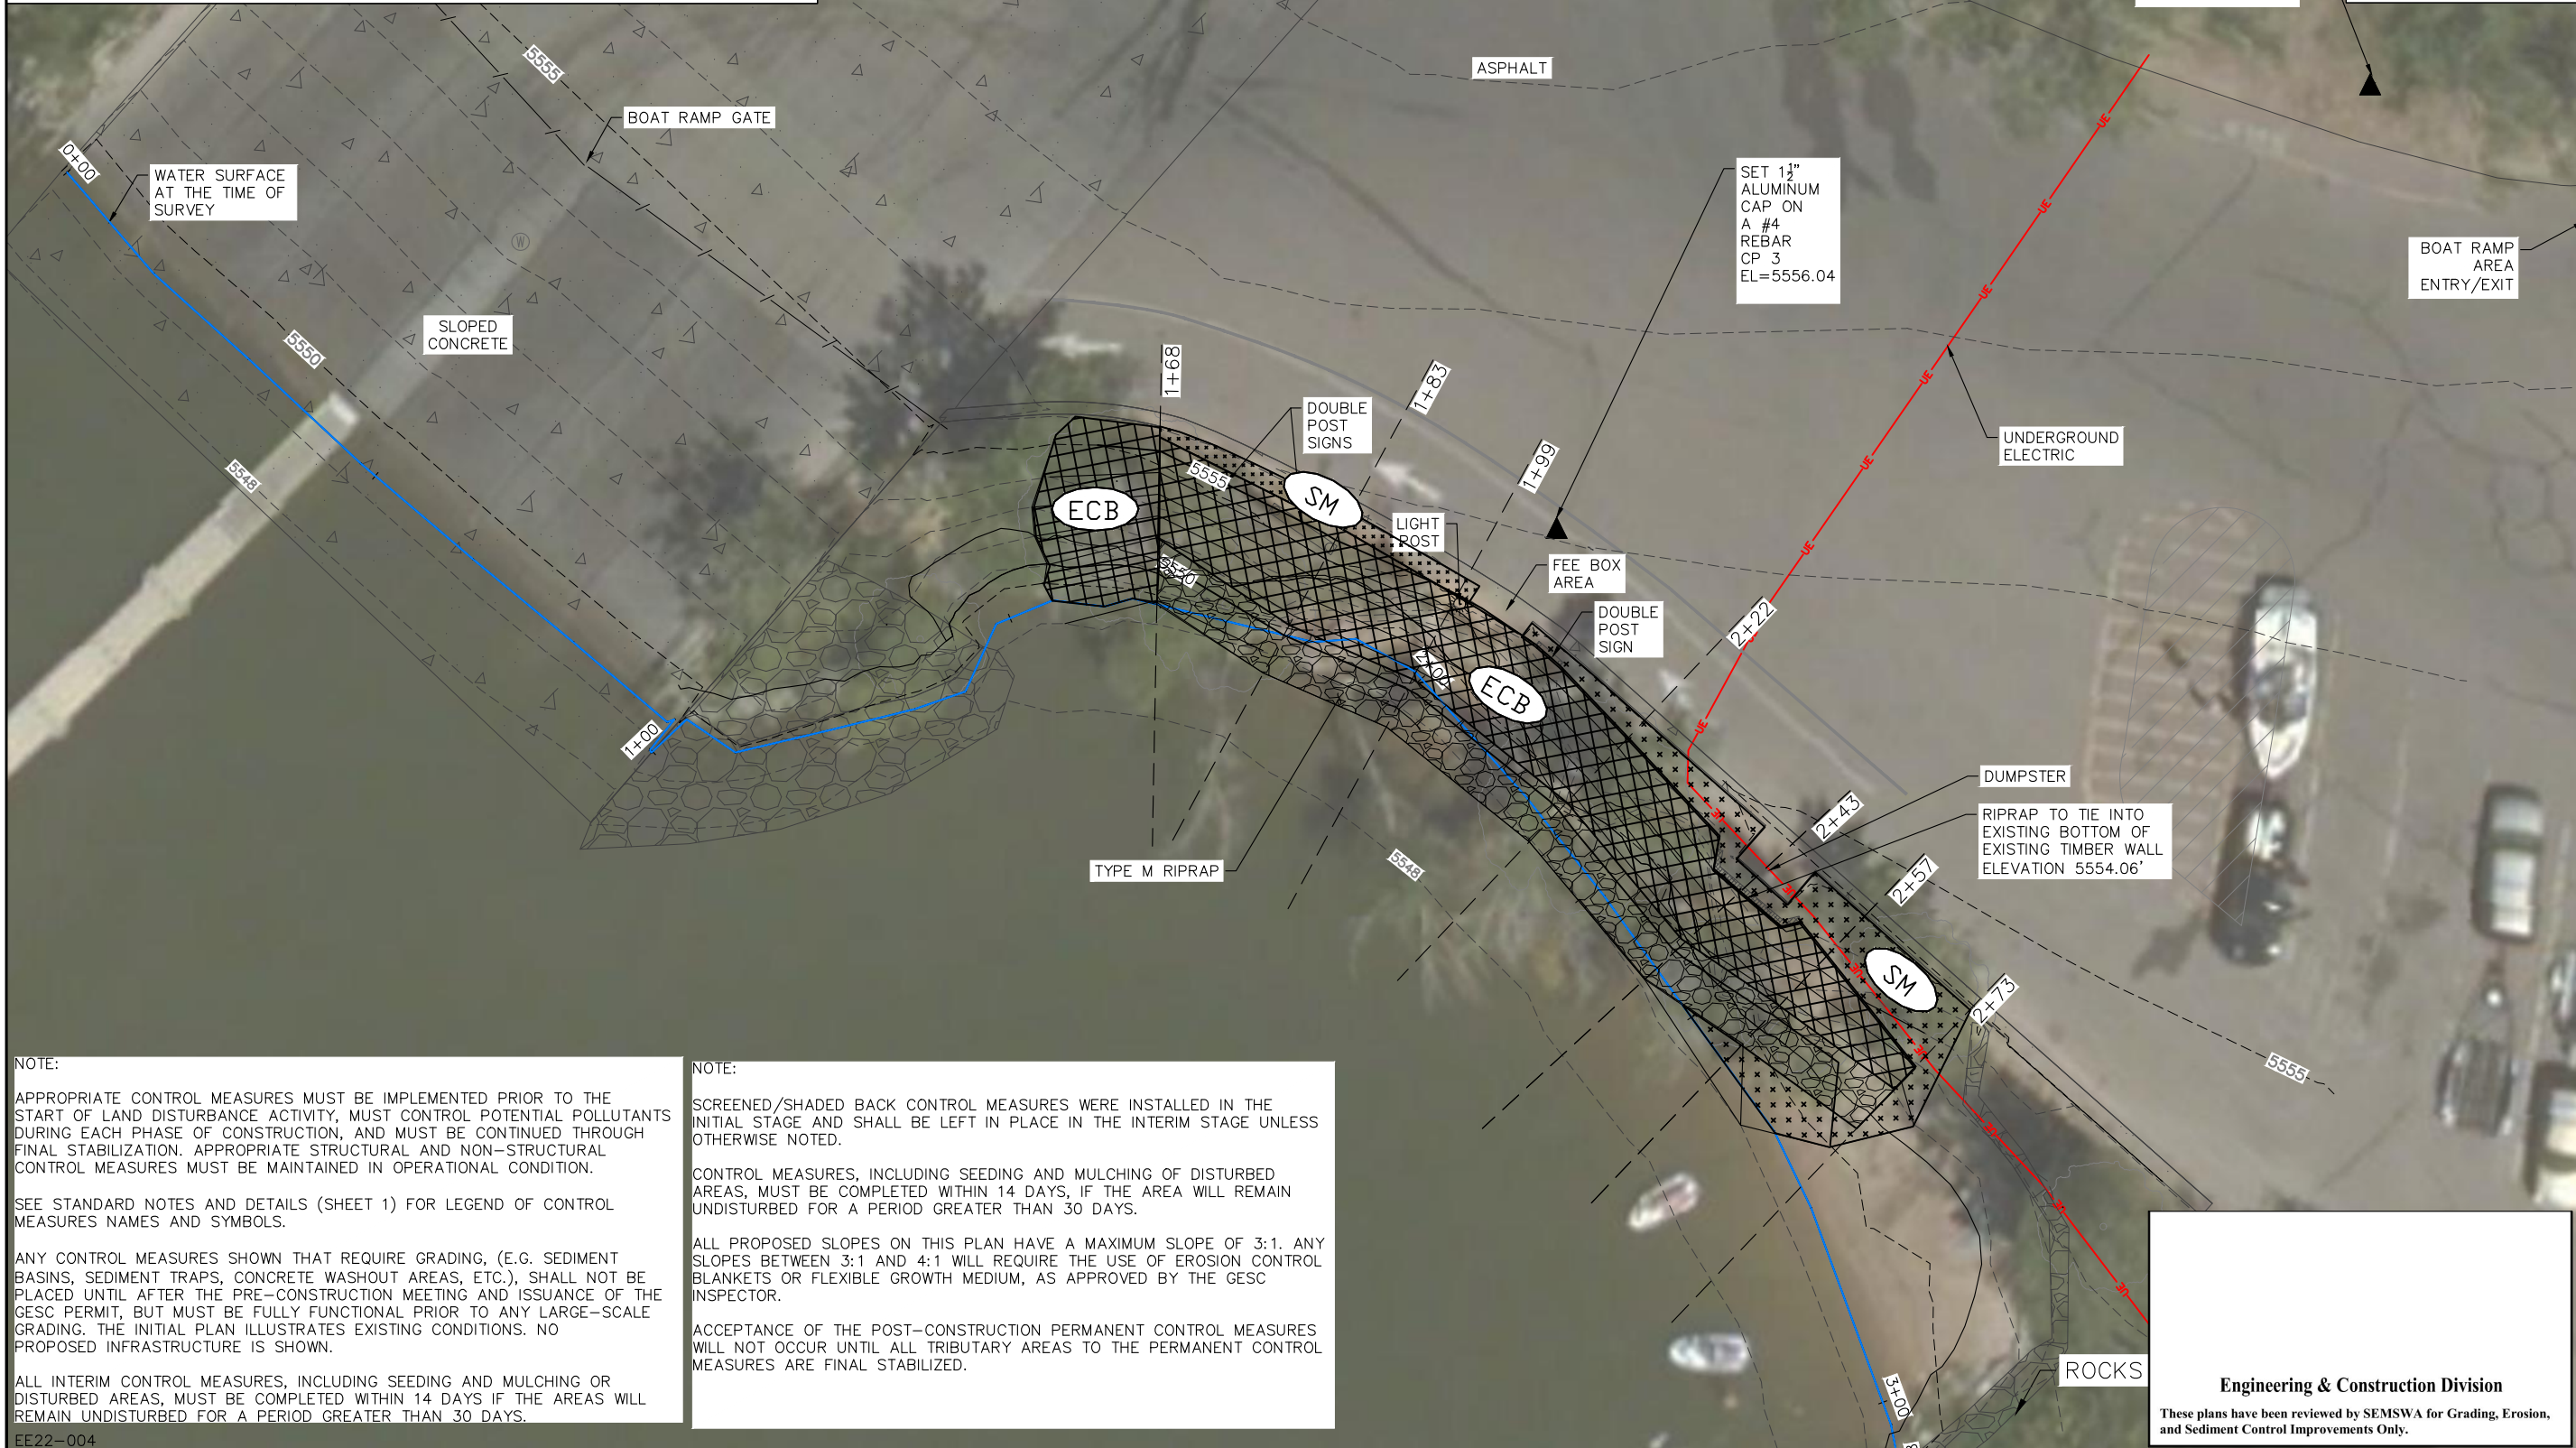 5555
ASPHALT
BOAT RAMP GATE
0+00
WATER SURFACE
AT THE TIME OF
SURVEY
SET 1½"
ALUMINUM
CAP ON
A #4
REBAR
CP 3
EL=5556.04
UE
UE
UE
UE
UE
UE
UE
BOAT RAMP
AREA
ENTRY/EXIT
W
SLOPED
CONCRETE
5550
5548
1+68
1+83
1+99
DOUBLE
POST
SIGNS
UNDERGROUND
ELECTRIC
5555
SM
ECB
LIGHT
POST
FEE BOX
AREA
5550
DOUBLE
POST
SIGN
2+22
2+00
ECB
UE
1+00
DUMPSTER
2+43
RIPRAP TO TIE INTO
EXISTING BOTTOM OF
EXISTING TIMBER WALL
ELEVATION 5554.06'
TYPE M RIPRAP
5548
UE
UE
2+57
SM
UE
2+73
UE
5555
UE
UE
UE
NOTE:
APPROPRIATE CONTROL MEASURES MUST BE IMPLEMENTED PRIOR TO THE
START OF LAND DISTURBANCE ACTIVITY, MUST CONTROL POTENTIAL POLLUTANTS
DURING EACH PHASE OF CONSTRUCTION, AND MUST BE CONTINUED THROUGH
FINAL STABILIZATION. APPROPRIATE STRUCTURAL AND NON-STRUCTURAL
CONTROL MEASURES MUST BE MAINTAINED IN OPERATIONAL CONDITION.
SEE STANDARD NOTES AND DETAILS (SHEET 1) FOR LEGEND OF CONTROL
MEASURES NAMES AND SYMBOLS.
ANY CONTROL MEASURES SHOWN THAT REQUIRE GRADING, (E.G. SEDIMENT
BASINS, SEDIMENT TRAPS, CONCRETE WASHOUT AREAS, ETC.), SHALL NOT BE
PLACED UNTIL AFTER THE PRE-CONSTRUCTION MEETING AND ISSUANCE OF THE
GESC PERMIT, BUT MUST BE FULLY FUNCTIONAL PRIOR TO ANY LARGE-SCALE
GRADING. THE INITIAL PLAN ILLUSTRATES EXISTING CONDITIONS. NO
PROPOSED INFRASTRUCTURE IS SHOWN.
ALL INTERIM CONTROL MEASURES, INCLUDING SEEDING AND MULCHING OR
DISTURBED AREAS, MUST BE COMPLETED WITHIN 14 DAYS IF THE AREAS WILL
REMAIN UNDISTURBED FOR A PERIOD GREATER THAN 30 DAYS.
EE22-004
NOTE:
SCREENED/SHADED BACK CONTROL MEASURES WERE INSTALLED IN THE
INITIAL STAGE AND SHALL BE LEFT IN PLACE IN THE INTERIM STAGE UNLESS
OTHERWISE NOTED.
CONTROL MEASURES, INCLUDING SEEDING AND MULCHING OF DISTURBED
AREAS, MUST BE COMPLETED WITHIN 14 DAYS, IF THE AREA WILL REMAIN
UNDISTURBED FOR A PERIOD GREATER THAN 30 DAYS.
ALL PROPOSED SLOPES ON THIS PLAN HAVE A MAXIMUM SLOPE OF 3:1. ANY
SLOPES BETWEEN 3:1 AND 4:1 WILL REQUIRE THE USE OF EROSION CONTROL
BLANKETS OR FLEXIBLE GROWTH MEDIUM, AS APPROVED BY THE GESC
INSPECTOR.
ACCEPTANCE OF THE POST-CONSTRUCTION PERMANENT CONTROL MEASURES
WILL NOT OCCUR UNTIL ALL TRIBUTARY AREAS TO THE PERMANENT CONTROL
MEASURES ARE FINAL STABILIZED.
ROCKS
3+00
Engineering & Construction Division
These plans have been reviewed by SEMSWA for Grading, Erosion,
and Sediment Control Improvements Only.